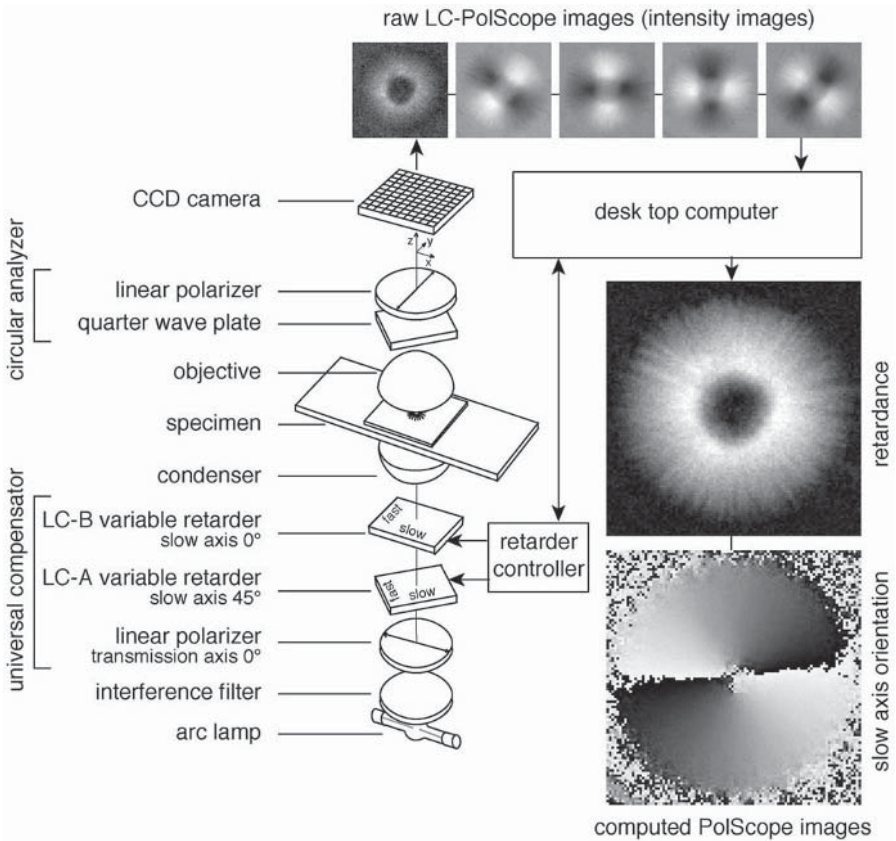 raw LC-PolScope images (intensity images)
CCD camera
desk top computer
z
y
x
circular analyzer
linear polarizer
quarter wave plate
objective
specimen
condenser
retardance
universal compensator
LC-B variable retarder
slow axis 0°
fast
slow
retarder
controller
LC-A variable retarder
slow axis 45°
fast
slow
linear polarizer
transmission axis 0°
interference filter
arc lamp
slow axis orientation
computed PolScope images